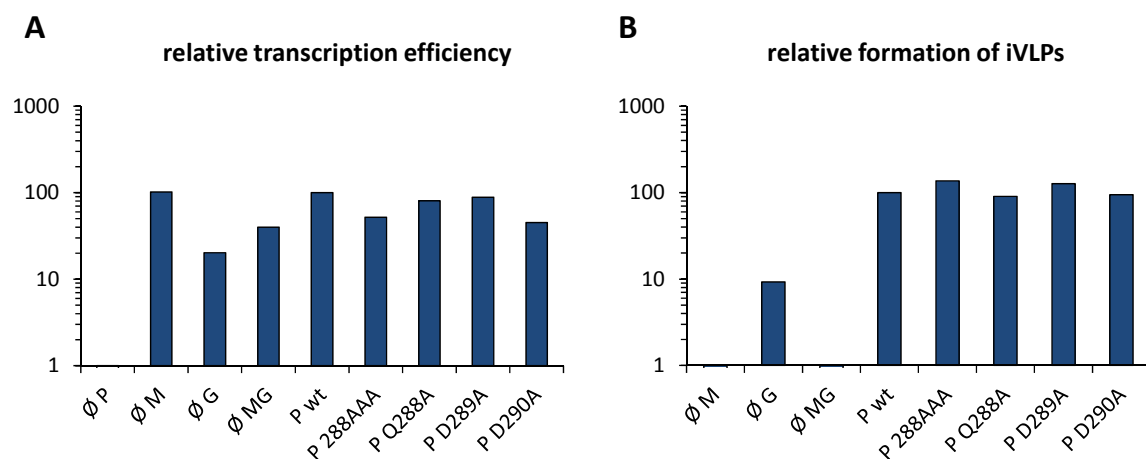 A
relative transcription efficiency
1000
100
10
1
Ø P
Ø M
Ø G
Ø MG
P wt
P 288AAA
P Q288A
P D289A
P D290A
B
relative formation of iVLPs
1000
100
10
1
Ø M
Ø G
Ø MG
P wt
P 288AAA
P Q288A
P D289A
P D290A